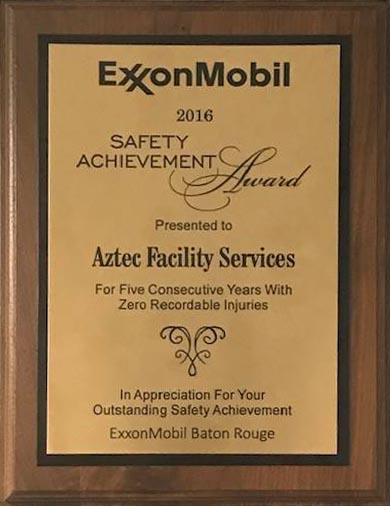 ExxonMobil
2016
SAFETY
ACHIEVEMENT Award
Presented to
Aztec Facility Services
For Five Consecutive Years With
Zero Recordable Injuries
In Appreciation For Your
Outstanding Safety Achievement
ExxonMobil Baton Rouge